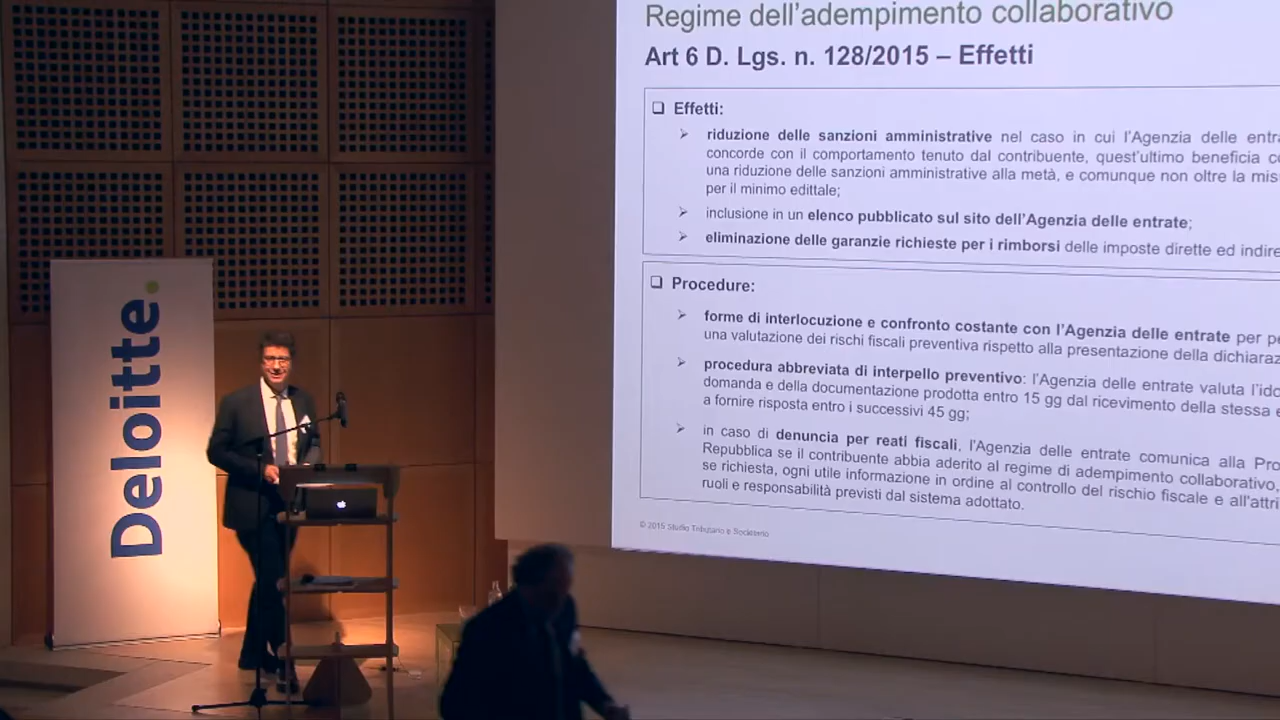 Deloitte.
Regime dell'adempimento collaborativo
Art 6 D. Lgs. n. 128/2015 – Effetti
❑ Effetti:
➢ riduzione delle sanzioni amministrative nel caso in cui l'Agenzia delle
concorde con il comportamento tenuto dal contribuente, quest'ultimo beneficia
una riduzione delle sanzioni amministrative alla metà, e comunque non oltre la
per il minimo edittale;
➢ inclusione in un elenco pubblicato sul sito dell'Agenzia delle entrate;
➢ eliminazione delle garanzie richieste per i rimborsi delle imposte dirette ed
❑ Procedure:
➢ forme di interlocuzione e confronto costante con l'Agenzia delle entrate per
una valutazione dei rischi fiscali preventiva rispetto alla presentazione della
➢ procedura abbreviata di interpello preventivo: l'Agenzia delle entrate valuta
domanda e della documentazione prodotta entro 15 gg dal ricevimento della stessa
a fornire risposta entro i successivi 45 gg;
➢ in caso di denuncia per reati fiscali, l'Agenzia delle entrate comunica alla
Repubblica se il contribuente abbia aderito al regime di adempimento collaborativo,
se richiesta, ogni utile informazione in ordine al controllo del rischio fiscale e
ruoli e responsabilità previsti dal sistema adottato.
© 2015 Studio Tributario e Societario